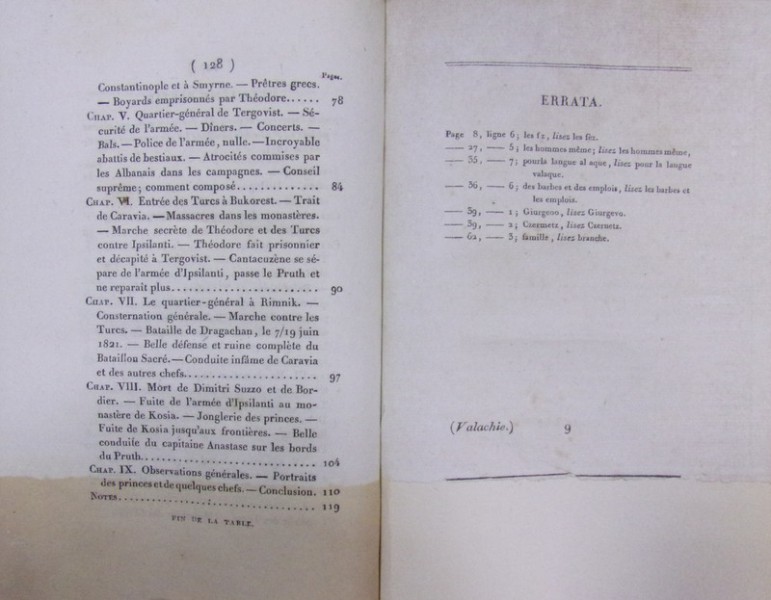 ( 128 )
Pages.
Constantinople et à Smyrne. — Prêtres grecs.
— Boyards emprisonnés par Théodore...... 78
CHAP. V. Quartier-général de Tergovist. — Sé-
curité de l'armée. — Dîners. — Concerts. —
Bals. — Police de l'armée, nulle. — Incroyable
abattis de bestiaux. — Atrocités commises par
les Albanais dans les campagnes. — Conseil
suprême; comment composé............... 84
CHAP. VI. Entrée des Turcs à Bukorest. — Trait
de Caravia. — Massacres dans les monastères.
— Marche secrète de Théodore et des Turcs
contre Ipsilanti. — Théodore fait prisonnier
et décapité à Tergovist. — Cantacuzène se sé-
pare de l'armée d'Ipsilanti, passe le Pruth et
ne reparaît plus........................ 90
CHAP. VII. Le quartier-général à Rimnik. —
Consternation générale. — Marche contre les
Turcs. — Bataille de Dragachan, le 7/19 juin
1821. — Belle défense et ruine complète du
Bataillon Sacré. — Conduite infâme de Caravia
et des autres chefs..................... 97
CHAP. VIII. Mort de Dimitri Suzzo et de Bor-
dier. — Fuite de l'armée d'Ipsilanti au mo-
nastère de Kosia. — Jonglerie des princes. —
Fuite de Kosia jusqu'aux frontières. — Belle
conduite du capitaine Anastase sur les bords
du Pruth.............................. 104
CHAP. IX. Observations générales. — Portraits
des princes et de quelques chefs. — Conclusion. 110
NOTES................................. 119
FIN DE LA TABLE.
ERRATA.
Page 8, ligne 6; les fz, lisez les fio.
— 27, — 5; les hommes même; lisez les hommes même,
— 35, — 7; pourla langue al aque, lisez pour la langue
valaque.
— 36, — 6; des barbes et des emplois, lisez les barbes et
les emplois.
— 39, — 1; Giurgeno, lisez Giurgevo.
— 39, — 2; Czermetz, lisez Czernetz.
— 62, — 3; famille, lisez branche.
(Valachie.) 9